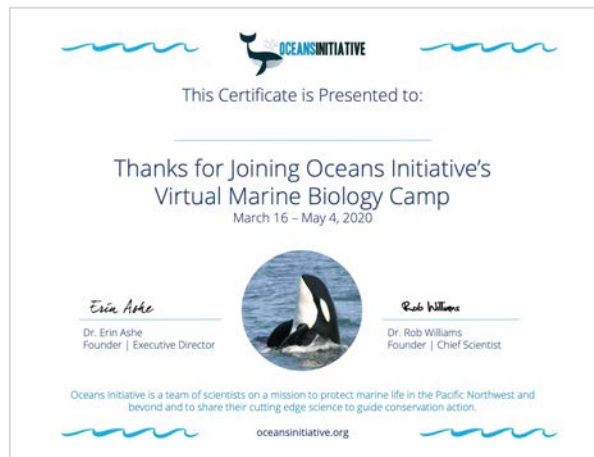 OCEANSINITIATIVE
This Certificate is Presented to:
Thanks for Joining Oceans Initiative's
Virtual Marine Biology Camp
March 16 – May 4, 2020
Erin Ashe
Rob Williams
Dr. Erin Ashe
Founder | Executive Director
Dr. Rob Williams
Founder | Chief Scientist
Oceans Initiative is a team of scientists on a mission to protect marine life in the Pacific Northwest and
beyond and to share their cutting edge science to guide conservation action.
oceansinitiative.org